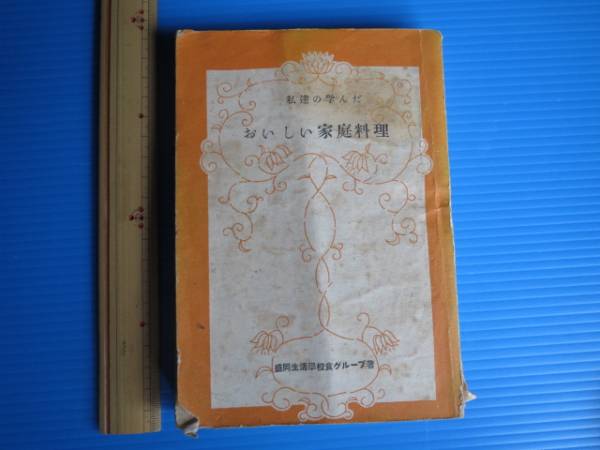 私達の学んだ
おいしい家庭料理
盛岡生活学校食グループ著